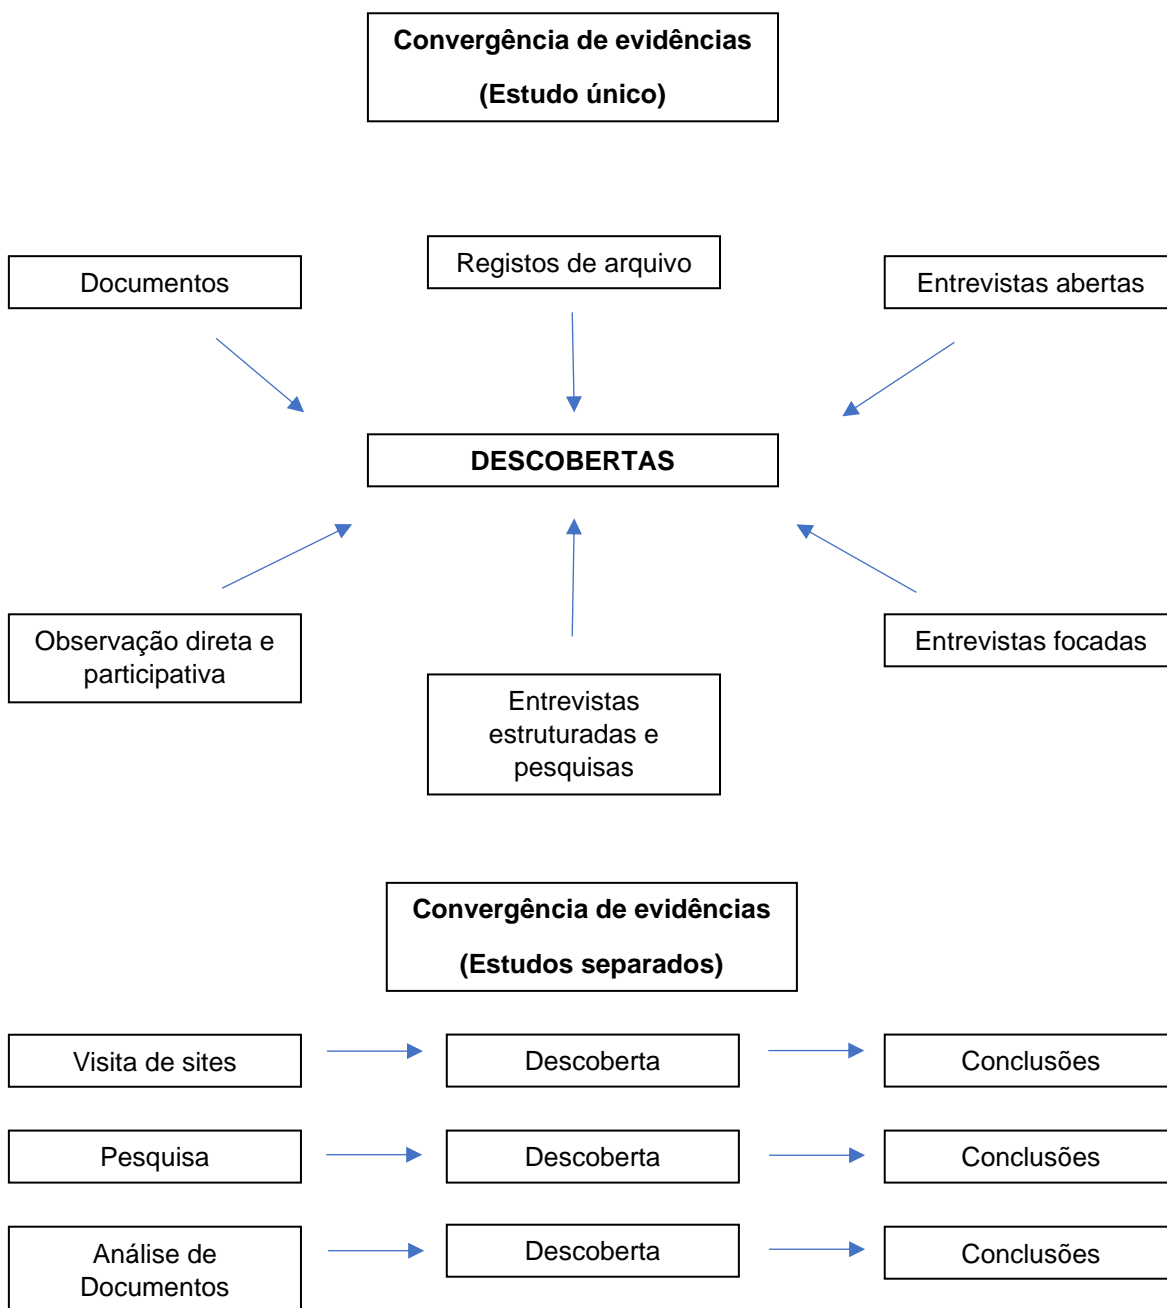 Convergência de evidências
(Estudo único)
Documentos
Registos de arquivo
Entrevistas abertas
DESCOBERTAS
Observação direta e
participativa
Entrevistas
estruturadas e
pesquisas
Entrevistas focadas
Convergência de evidências
(Estudos separados)
Visita de sites
Descoberta
Conclusões
Pesquisa
Descoberta
Conclusões
Análise de
Documentos
Descoberta
Conclusões